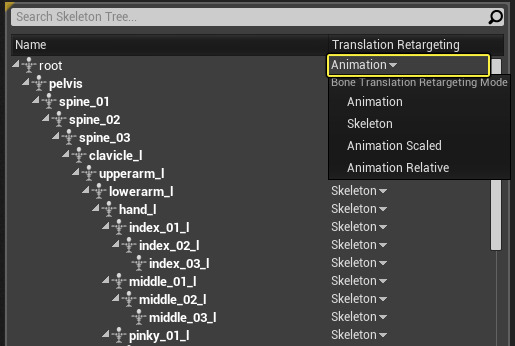 Search Skeleton Tree...
Name Translation Retargeting
root Animation
pelvis Bone Translation Retargeting Mode
spine_01 Animation
spine_02 Skeleton
spine_03 Animation Scaled
clavicle_l Animation Relative
upperarm_l
lowerarm_l Skeleton
hand_l Skeleton
index_01_l Skeleton
index_02_l Skeleton
index_03_l Skeleton
middle_01_l Skeleton
middle_02_l Skeleton
middle_03_l Skeleton
pinky_01_l Skeleton